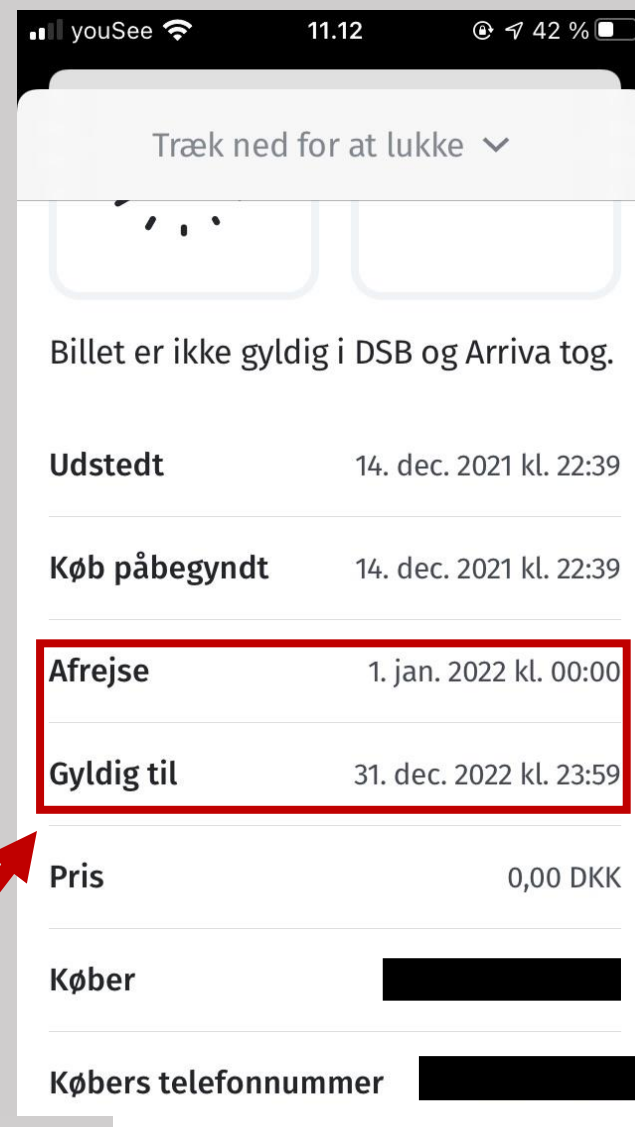 youSee 11.12 42 %
Træk ned for at lukke
Billet er ikke gyldig i DSB og Arriva tog.
Udstedt 14. dec. 2021 kl. 22:39
Køb påbegyndt 14. dec. 2021 kl. 22:39
Afrejse 1. jan. 2022 kl. 00:00
Gyldig til 31. dec. 2022 kl. 23:59
Pris 0,00 DKK
Køber
Købers telefonnummer